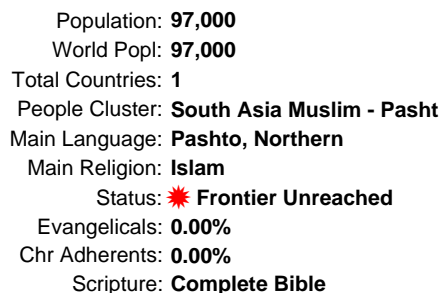 Population: 97,000
World Popl: 97,000
Total Countries: 1
People Cluster: South Asia Muslim - Pasht
Main Language: Pashto, Northern
Main Religion: Islam
Status: Frontier Unreached
Evangelicals: 0.00%
Chr Adherents: 0.00%
Scripture: Complete Bible